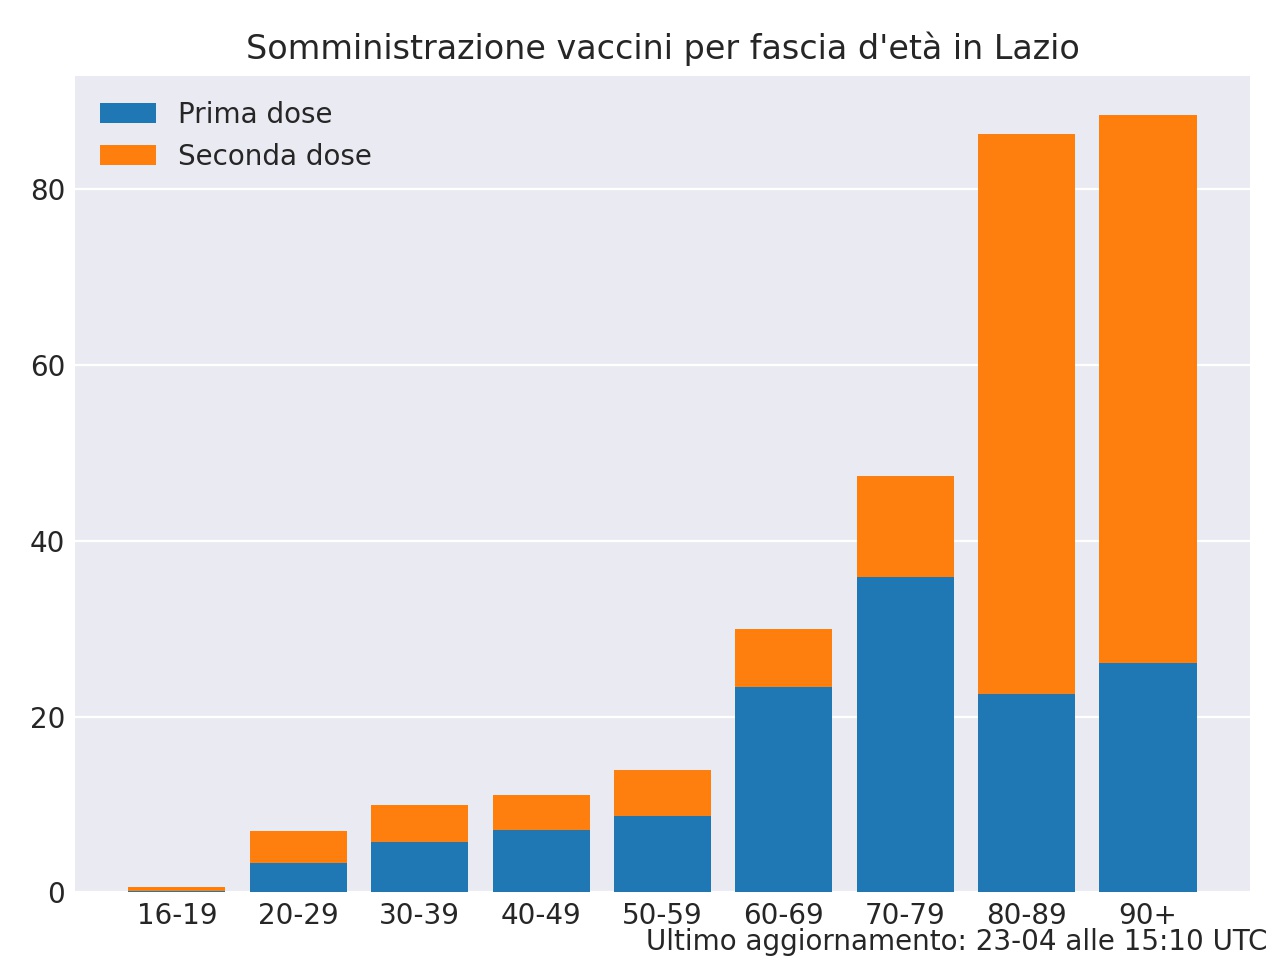 Somministrazione vaccini per fascia d'età in Lazio
Prima dose
Seconda dose
80
60
40
20
0
16-19 20-29 30-39 40-49 50-59 60-69 70-79 80-89 90+
Ultimo aggiornamento: 23-04 alle 15:10 UTC